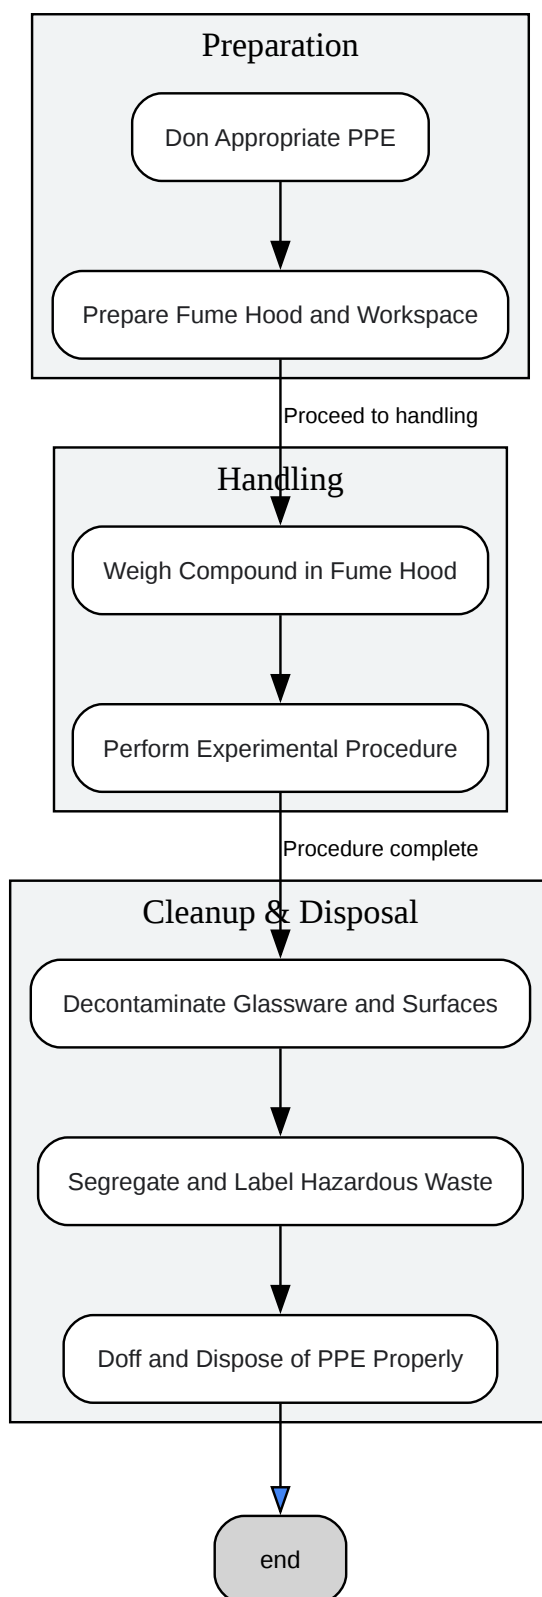 Preparation
Don Appropriate PPE
Prepare Fume Hood and Workspace
Proceed to handling
Handling
Weigh Compound in Fume Hood
Perform Experimental Procedure
Procedure complete
Cleanup & Disposal
Decontaminate Glassware and Surfaces
Segregate and Label Hazardous Waste
Doff and Dispose of PPE Properly
end